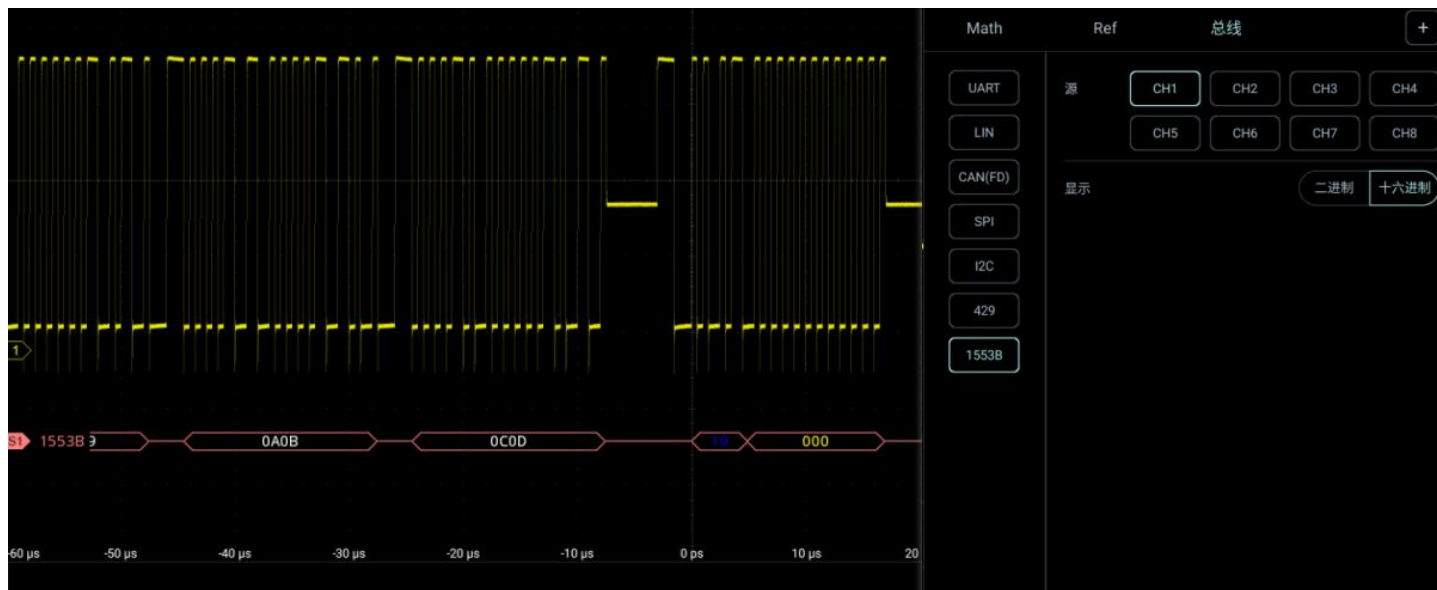 Math Ref 总线 +
UART 源 CH1 CH2 CH3 CH4
LIN CH5 CH6 CH7 CH8
CAN(FD) 显示 二进制 十六进制
SPI
I2C
429
1553B
1
S1 1553B 9 0A0B 0C0D 19 000
-60 μs -50 μs -40 μs -30 μs -20 μs -10 μs 0 ps 10 μs 20